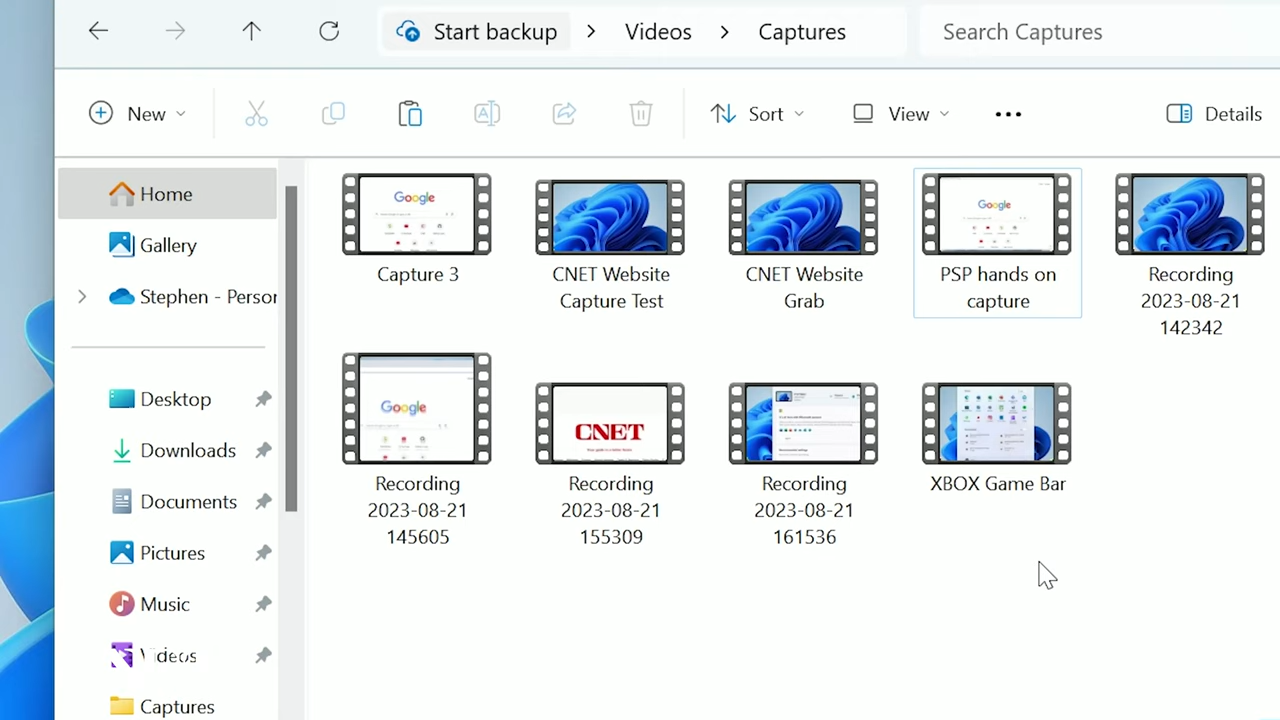 Start backup > Videos > Captures
Search Captures
New
Sort
View
Details
Home
Gallery
Stephen - Person
Desktop
Downloads
Documents
Pictures
Music
Videos
Captures
Google
Google
Capture 3
CNET Website
Capture Test
CNET Website
Grab
PSP hands on
capture
Recording
2023-08-21
142342
Google
CNET
Recording
2023-08-21
145605
Recording
2023-08-21
155309
Recording
2023-08-21
161536
XBOX Game Bar